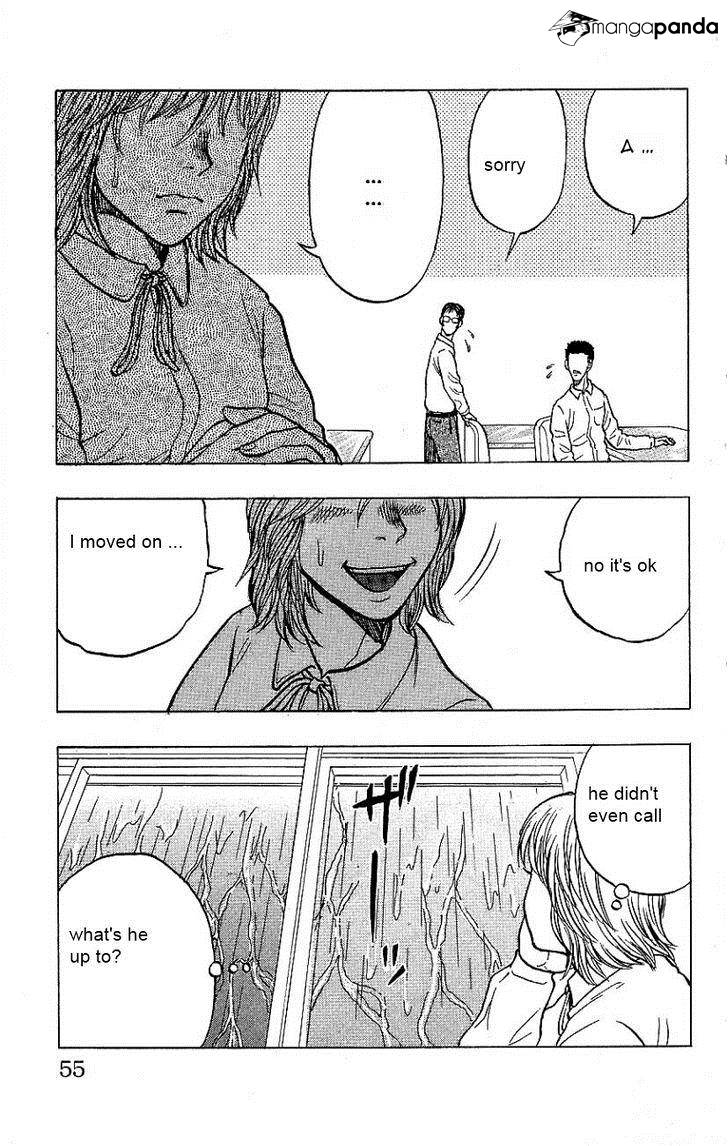 mangapanda
A ...
sorry
...
...
no it's ok
I moved on ...
he didn't
even call
ザーッ
what's he
up to?
55